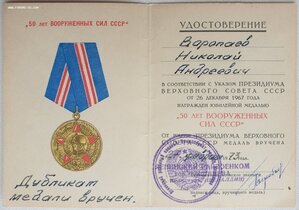 "50 ЛЕТ ВООРУЖЕННЫХ СИЛ СССР"
Дубликат
медали вручен.
УДОСТОВЕРЕНИЕ
Варопаев
Николай
Андреевич
В СООТВЕТСТВИИ С УКАЗОМ ПРЕЗИДИУМА
ВЕРХОВНОГО СОВЕТА СССР
ОТ 26 ДЕКАБРЯ 1967 ГОДА
НАГРАЖДЕН ЮБИЛЕЙНОЙ МЕДАЛЬЮ
"50 ЛЕТ ВООРУЖЕННЫХ
СИЛ СССР"
ОТ ИМЕНИ ПРЕЗИДИУМА ВЕРХОВНОГО
СОВЕТА СССР МЕДАЛЬ ВРУЧЕНА